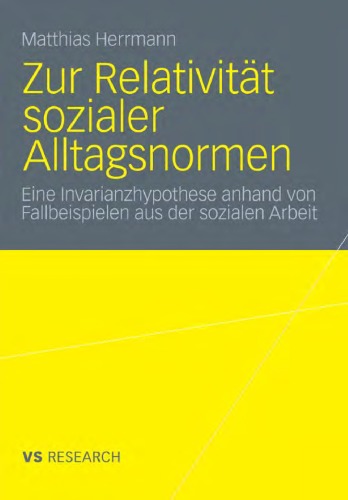 Matthias Herrmann
Zur Relativität
sozialer
Alltagsnormen
Eine Invarianzhypothese anhand von
Fallbeispielen aus der sozialen Arbeit
VS RESEARCH